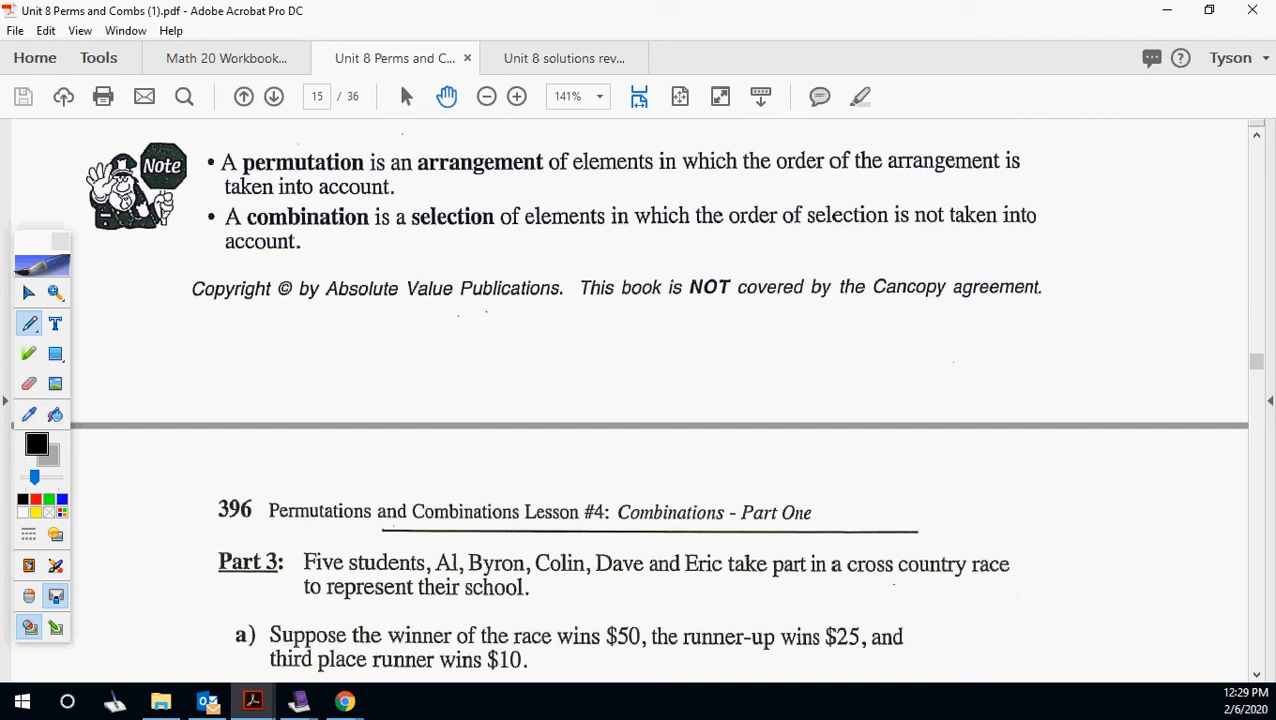 Unit 8 Perms and Combs (1).pdf - Adobe Acrobat Pro DC
File Edit View Window Help
Home Tools Math 20 Workbook... Unit 8 Perms and C... × Unit 8 solutions rev... Tyson
15 / 36 141%
Note
• A permutation is an arrangement of elements in which the order of the arrangement is
taken into account.
• A combination is a selection of elements in which the order of selection is not taken into
account.
Copyright © by Absolute Value Publications. This book is NOT covered by the Cancopy agreement.
396 Permutations and Combinations Lesson #4: Combinations - Part One
Part 3: Five students, Al, Byron, Colin, Dave and Eric take part in a cross country race
to represent their school.
a) Suppose the winner of the race wins $50, the runner-up wins $25, and
third place runner wins $10.
12:29 PM
2/6/2020